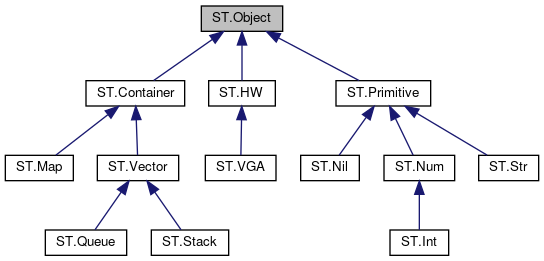 ST.Object
ST.Container
ST.HW
ST.Primitive
ST.Map
ST.Vector
ST.VGA
ST.Nil
ST.Num
ST.Str
ST.Queue
ST.Stack
ST.Int